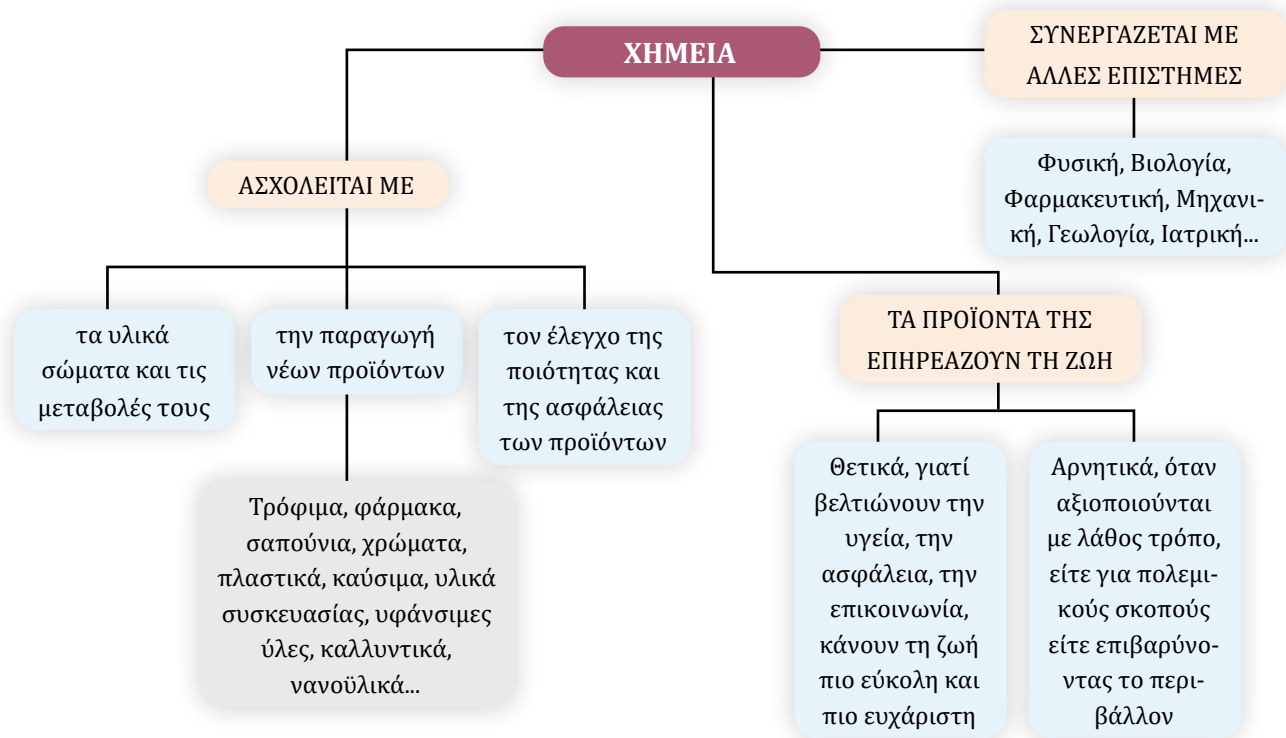 ΧΗΜΕΙΑ
ΣΥΝΕΡΓΑΖΕΤΑΙ ΜΕ
ΑΛΛΕΣ ΕΠΙΣΤΗΜΕΣ
Φυσική, Βιολογία,
Φαρμακευτική, Μηχανι-
κή, Γεωλογία, Ιατρική...
ΑΣΧΟΛΕΙΤΑΙ ΜΕ
τα υλικά
σώματα και τις
μεταβολές τους
την παραγωγή
νέων προϊόντων
τον έλεγχο της
ποιότητας και
της ασφάλειας
των προϊόντων
Τρόφιμα, φάρμακα,
σαπούνια, χρώματα,
πλαστικά, καύσιμα, υλικά
συσκευασίας, υφάνσιμες
ύλες, καλλυντικά,
νανοϋλικά...
ΤΑ ΠΡΟΪΟΝΤΑ ΤΗΣ
ΕΠΗΡΕΑΖΟΥΝ ΤΗ ΖΩΗ
Θετικά, γιατί
βελτιώνουν την
υγεία, την
ασφάλεια, την
επικοινωνία,
κάνουν τη ζωή
πιο εύκολη και
πιο ευχάριστη
Αρνητικά, όταν
αξιοποιούνται
με λάθος τρόπο,
είτε για πολεμι-
κούς σκοπούς
είτε επιβαρύνο-
ντας το περι-
βάλλον